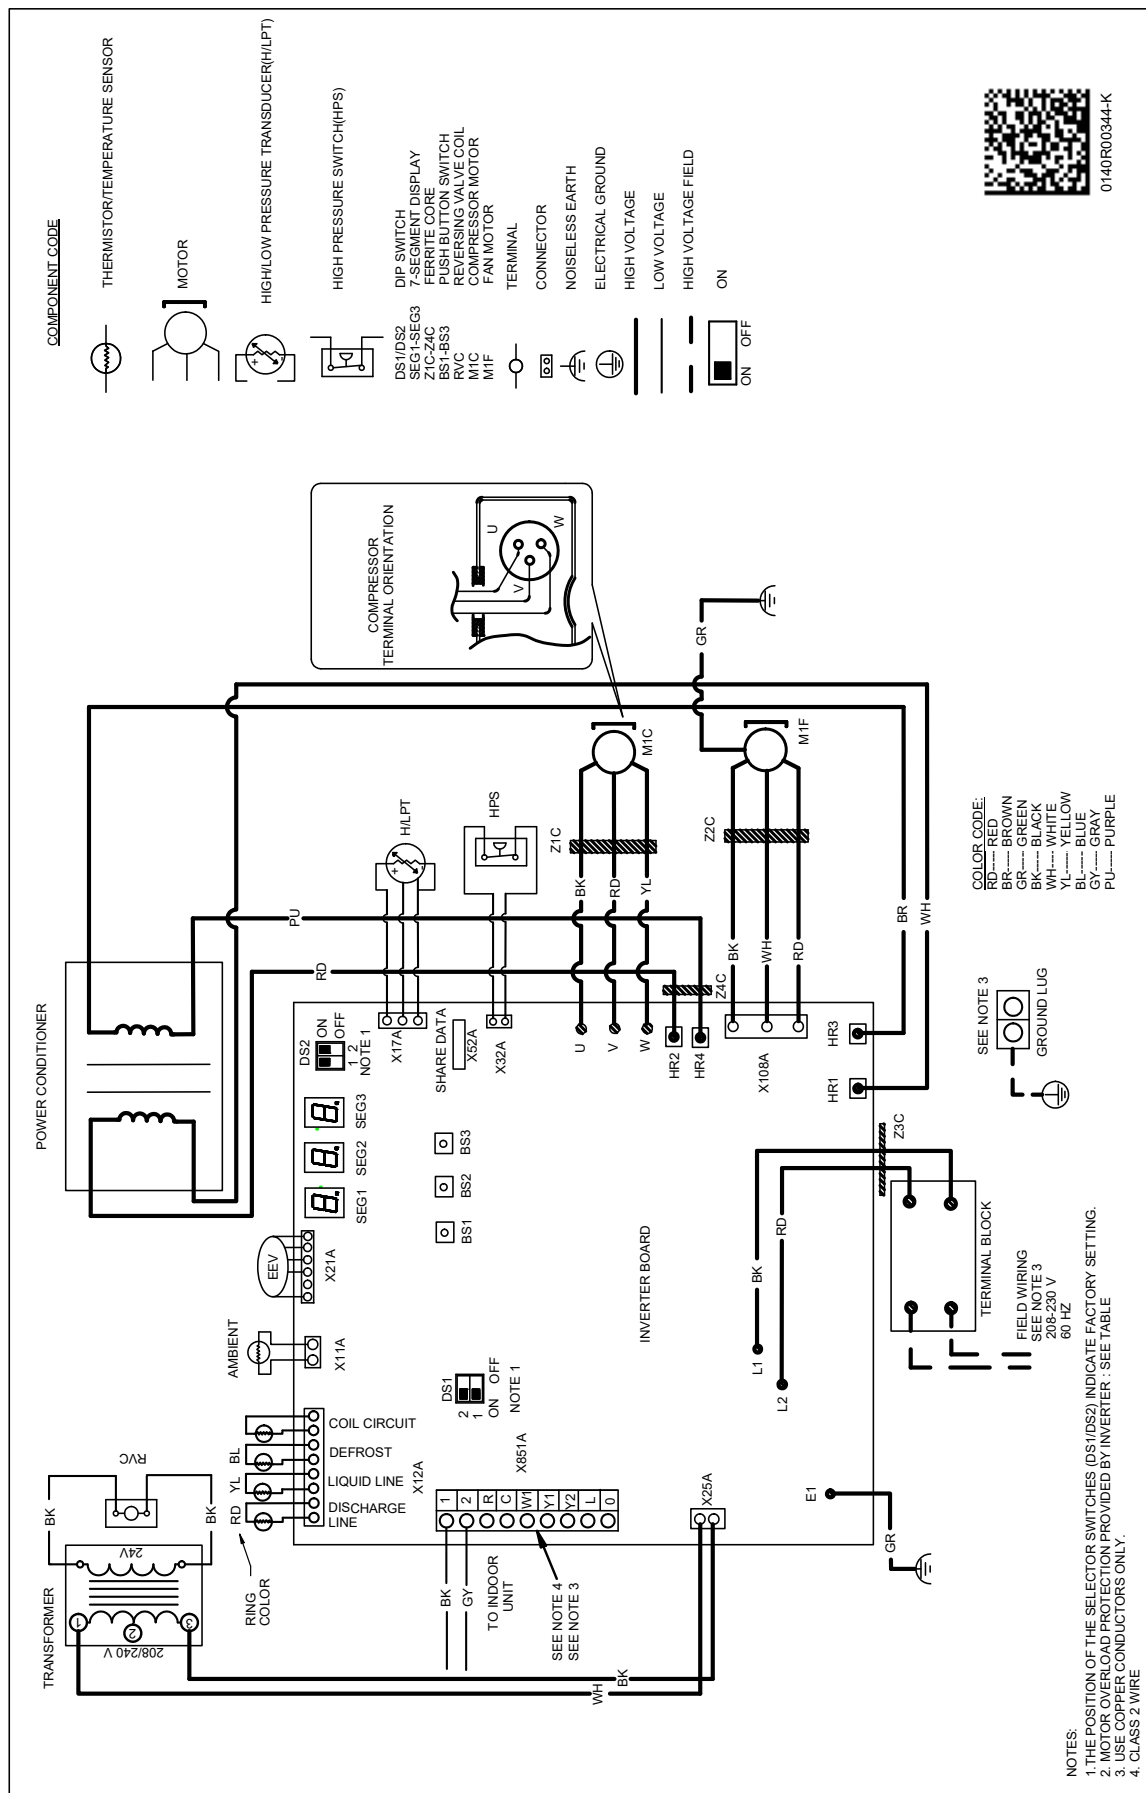 COMPONENT CODE
THERMISTOR/TEMPERATURE SENSOR
MOTOR
HIGH/LOW PRESSURE TRANSDUCER(H/LPT)
HIGH PRESSURE SWITCH(HPS)
DS1/DS2 DIP SWITCH
SEG1-SEG3 7-SEGMENT DISPLAY
Z1C-Z4C FERRITE CORE
BS1-BS3 PUSH BUTTON SWITCH
RVC REVERSING VALVE COIL
M1C COMPRESSOR MOTOR
M1F FAN MOTOR
TERMINAL
CONNECTOR
NOISELESS EARTH
ELECTRICAL GROUND
HIGH VOLTAGE
LOW VOLTAGE
HIGH VOLTAGE FIELD
ON OFF
ON
0140R00344-K
TRANSFORMER
208/240 V
24V
1
2
3
BK
RVC
BK
RING
COLOR
RD
YL
BL
COIL CIRCUIT
DEFROST
LIQUID LINE
DISCHARGE
LINE
X12A
AMBIENT
X11A
EEV
X21A
POWER CONDITIONER
SEG1
SEG2
SEG3
DS2
ON
OFF
1 2
NOTE 1
RD
PU
X17A
H/LPT
SHARE DATA
X52A
X32A
HPS
BS1
BS2
BS3
COMPRESSOR
TERMINAL ORIENTATION
U
V
W
BK
GY
TO INDOOR
UNIT
1
2
R
C
W1
Y1
Y2
L
0
X851A
SEE NOTE 4
SEE NOTE 3
DS1
2
1
ON OFF
NOTE 1
INVERTER BOARD
U
V
W
BK
RD
YL
Z1C
M1C
HR2
HR4
Z4C
X108A
BK
WH
RD
Z2C
M1F
GR
WH
BK
X25A
E1
GR
L1
L2
BK
RD
Z3C
HR1
HR3
BR
WH
TERMINAL BLOCK
FIELD WIRING
SEE NOTE 3
208-230 V
60 HZ
SEE NOTE 3
GROUND LUG
COLOR CODE:
RD---- RED
BR---- BROWN
GR---- GREEN
BK---- BLACK
WH---- WHITE
YL---- YELLOW
BL---- BLUE
GY---- GRAY
PU---- PURPLE
NOTES:
1.THE POSITION OF THE SELECTOR SWITCHES (DS1/DS2) INDICATE FACTORY SETTING.
2. MOTOR OVERLOAD PROTECTION PROVIDED BY INVERTER : SEE TABLE
3. USE COPPER CONDUCTORS ONLY.
4. CLASS 2 WIRE